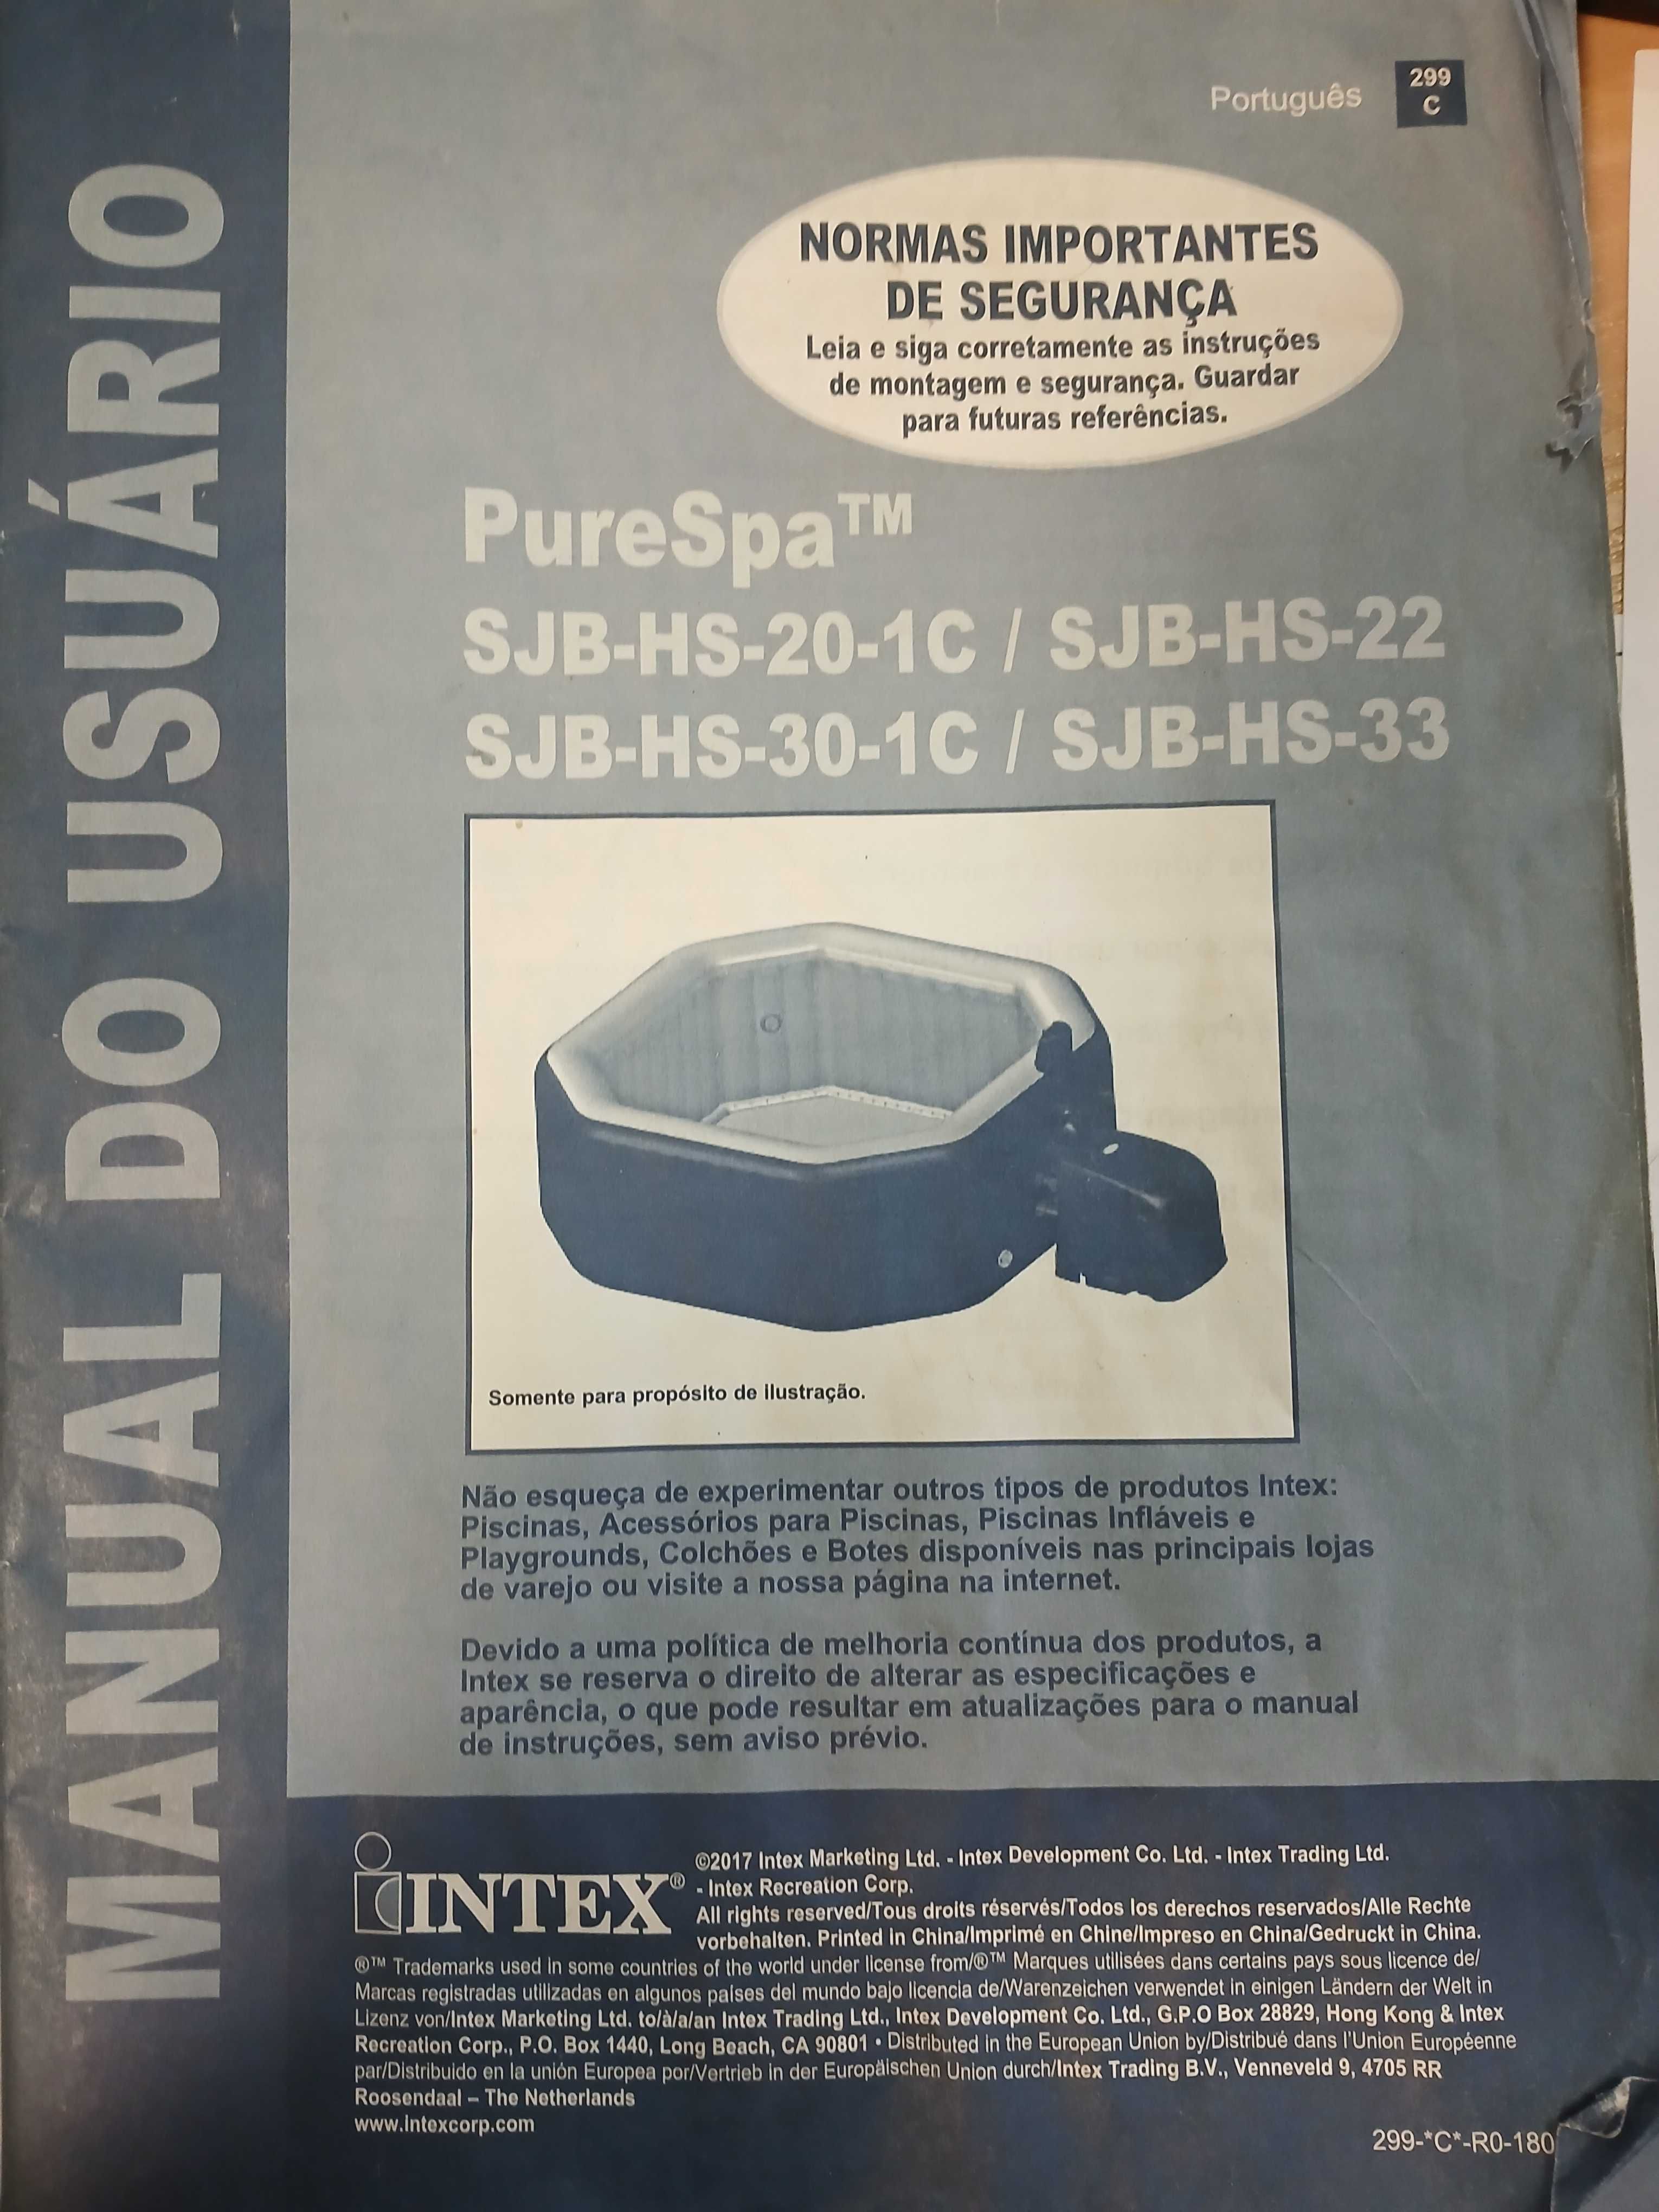 Português
299
C
MANUAL DO USUÁRIO
NORMAS IMPORTANTES
DE SEGURANÇA
Leia e siga corretamente as instruções
de montagem e segurança. Guardar
para futuras referências.
PureSpa™
SJB-HS-20-1C / SJB-HS-22
SJB-HS-30-1C / SJB-HS-33
Somente para propósito de ilustração.
Não esqueça de experimentar outros tipos de produtos Intex:
Piscinas, Acessórios para Piscinas, Piscinas Infláveis e
Playgrounds, Colchões e Botes disponíveis nas principais lojas
de varejo ou visite a nossa página na internet.
Devido a uma política de melhoria contínua dos produtos, a
Intex se reserva o direito de alterar as especificações e
aparência, o que pode resultar em atualizações para o manual
de instruções, sem aviso prévio.
INTEX®
©2017 Intex Marketing Ltd. - Intex Development Co. Ltd. - Intex Trading Ltd.
- Intex Recreation Corp.
All rights reserved/Tous droits réservés/Todos los derechos reservados/Alle Rechte
vorbehalten. Printed in China/Imprimé en Chine/Impreso en China/Gedruckt in China.
®™ Trademarks used in some countries of the world under license from/®™ Marques utilisées dans certains pays sous licence de/
Marcas registradas utilizadas en algunos países del mundo bajo licencia de/Warenzeichen verwendet in einigen Ländern der Welt in
Lizenz von/Intex Marketing Ltd. to/à/a/an Intex Trading Ltd., Intex Development Co. Ltd., G.P.O Box 28829, Hong Kong & Intex
Recreation Corp., P.O. Box 1440, Long Beach, CA 90801 • Distributed in the European Union by/Distribué dans l'Union Européenne
par/Distribuido en la unión Europea por/Vertrieb in der Europäischen Union durch/Intex Trading B.V., Venneveld 9, 4705 RR
Roosendaal – The Netherlands
www.intexcorp.com
299-*C*-R0-180